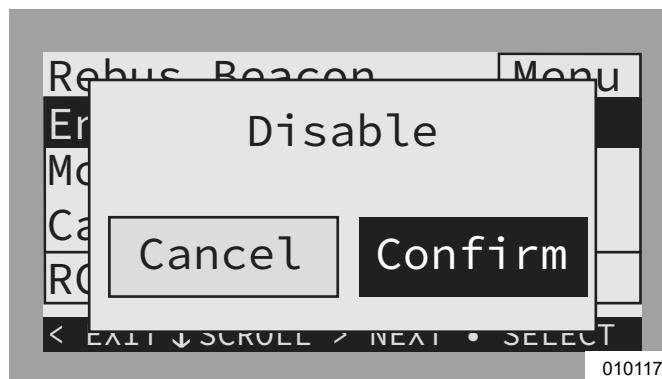 Rebus Beacon Menu
Disable
Cancel Confirm
< EXIT ↓ SCROLL > NEXT • SELECT
010117